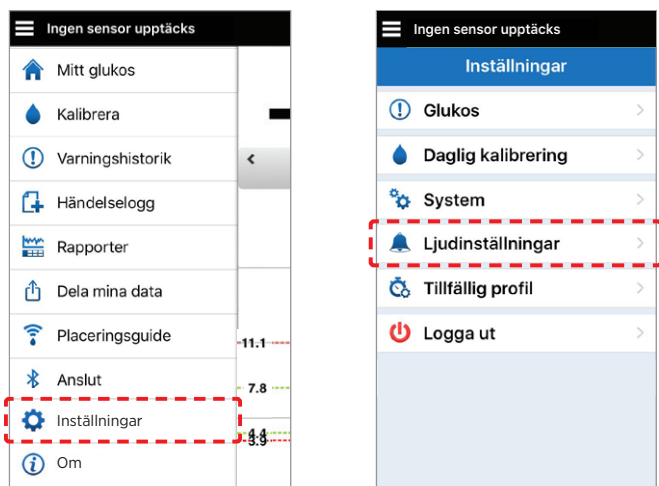 Ingen sensor upptäcks
Mitt glukos
Kalibrera
Varningshistorik
Händelselogg
Rapporter
Dela mina data
Placeringsguide
Anslut
Inställningar
Om
11.1
7.8
4.4
3.9
Ingen sensor upptäcks
Inställningar
Glukos
Daglig kalibrering
System
Ljudinställningar
Tillfällig profil
Logga ut